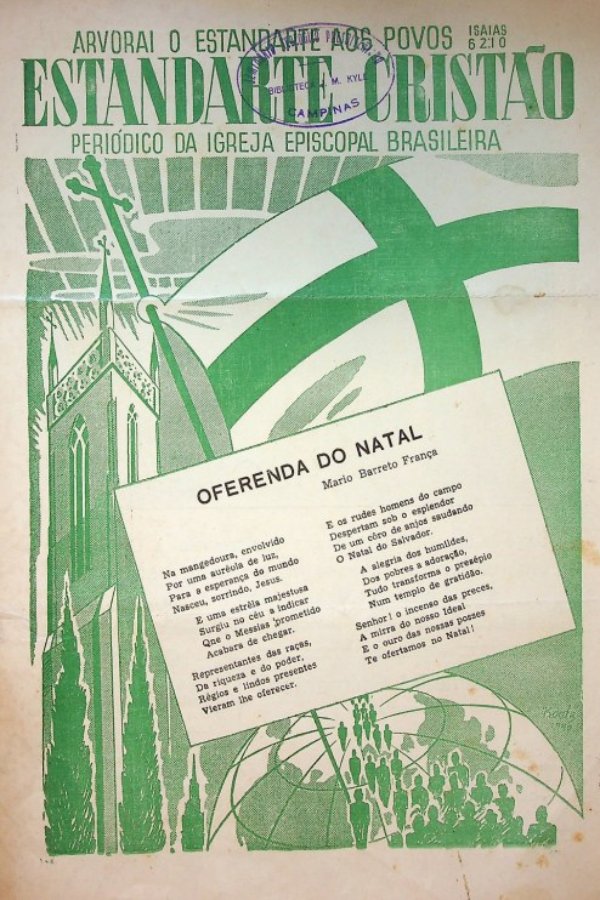 ARVORAI O ESTANDARTE AOS POVOS ISAIAS 62:10
ESTANDARTE CRISTÃO
BIBLIOTECA J. M. KYLE
CAMPINAS
PERIÓDICO DA IGREJA EPISCOPAL BRASILEIRA
OFERENDA DO NATAL
Mario Barreto França
Na mangedoura, envolvido
Por uma auréola de luz,
Para a esperança do mundo
Nasceu, sorrindo, Jesus.
E uma estrêla majestosa
Surgiu no céu a indicar
Qne o Messias prometido
Acabara de chegar.
Representantes das raças,
Da riqueza e do poder,
Régios e lindos presentes
Vieram lhe oferecer.
E os rudes homens do campo
Despertam sob o esplendor
De um côro de anjos saudando
O Natal do Salvador.
A alegria dos humildes,
Dos pobres a adoração,
Tudo transforma o presépio
Num templo de gratidão.
Senhor! o incenso das preces,
A mirra do nosso Ideal
E o ouro das nossas posses
Te ofertamos no Natal!